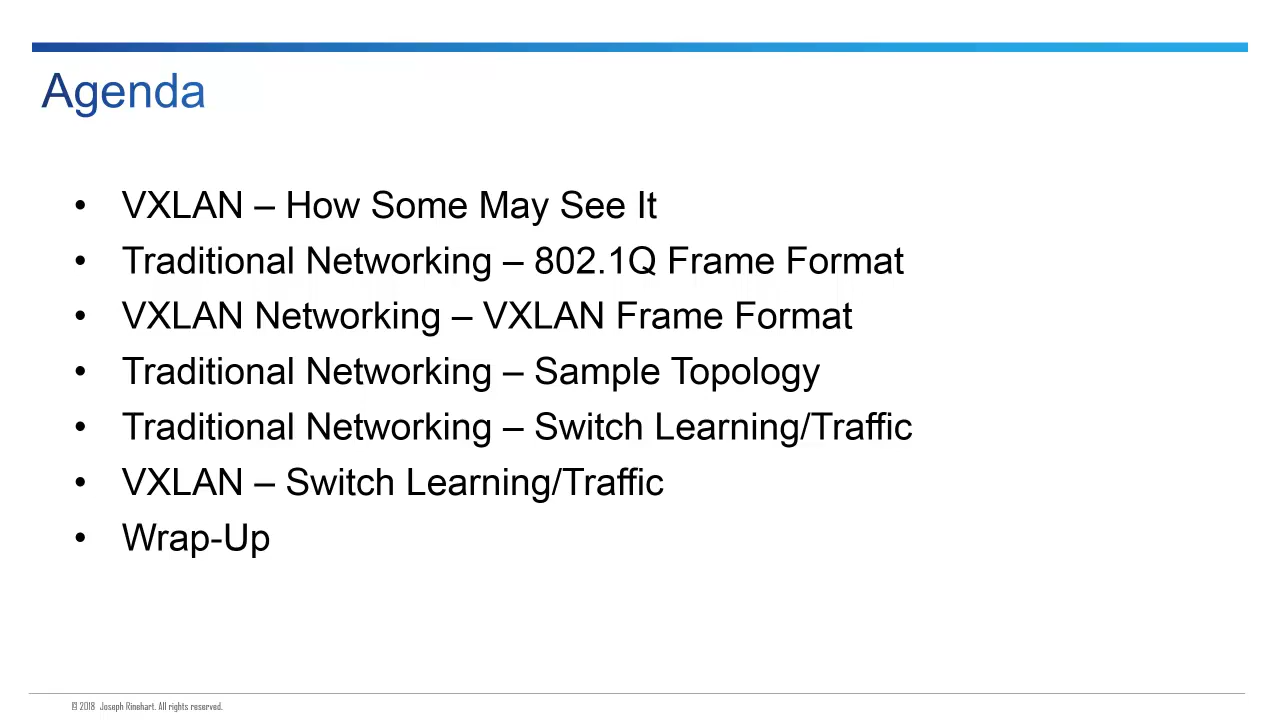 Agenda
• VXLAN – How Some May See It
• Traditional Networking – 802.1Q Frame Format
• VXLAN Networking – VXLAN Frame Format
• Traditional Networking – Sample Topology
• Traditional Networking – Switch Learning/Traffic
• VXLAN – Switch Learning/Traffic
• Wrap-Up
© 2018 Joseph Rinehart. All rights reserved.